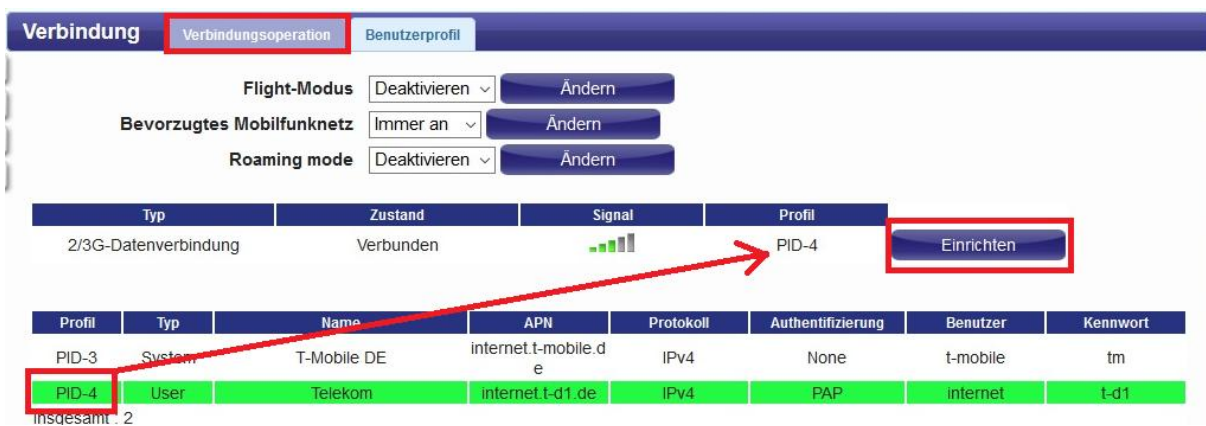 Verbindung Verbindungsoperation Benutzerprofil
Flight-Modus Deaktivieren Ändern
Bevorzugtes Mobilfunknetz Immer an Ändern
Roaming mode Deaktivieren Ändern
Typ Zustand Signal Profil
2/3G-Datenverbindung Verbunden PID-4 Einrichten
Profil Typ Name APN Protokoll Authentifizierung Benutzer Kennwort
PID-3 System T-Mobile DE internet.t-mobile.d IPv4 None t-mobile tm
e
PID-4 User Telekom internet.t-d1.de IPv4 PAP internet t-d1
Insgesamt : 2